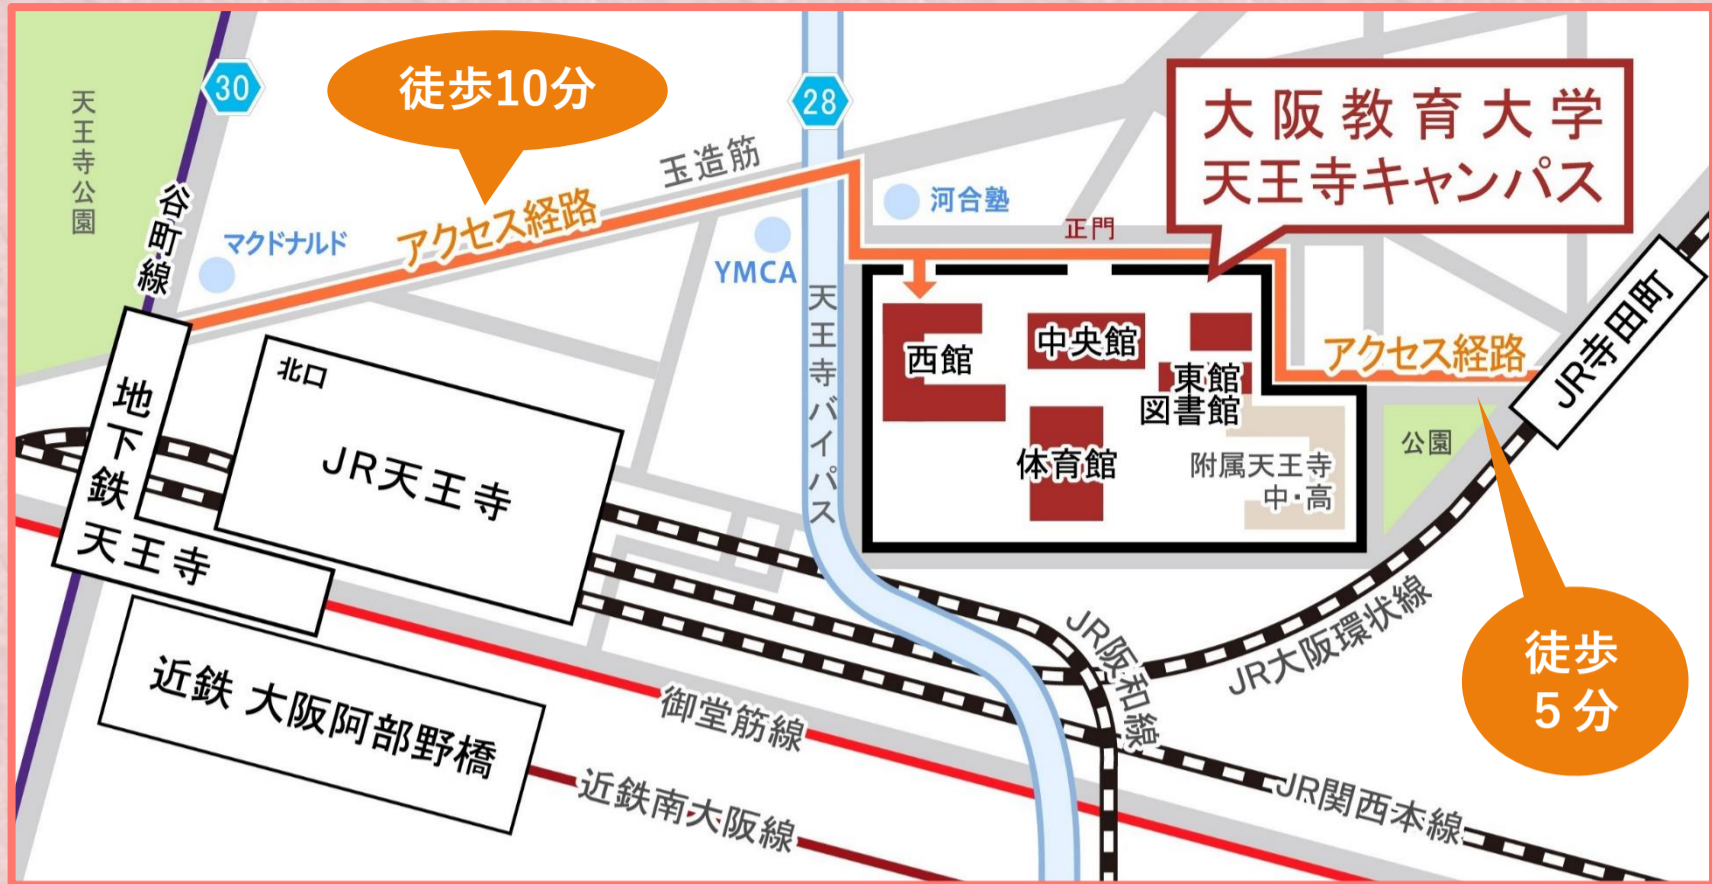 天王寺公園
30
徒歩10分
28
大阪教育大学
天王寺キャンパス
谷町線
玉造筋
アクセス経路
マクドナルド
YMCA
河合塾
正門
天王寺バイパス
西館
中央館
東館
図書館
体育館
附属天王寺
中・高
アクセス経路
JR寺田町
公園
徒歩
5分
北口
JR天王寺
地下鉄
天王寺
近鉄 大阪阿部野橋
御堂筋線
近鉄南大阪線
JR阪和線
JR大阪環状線
JR関西本線